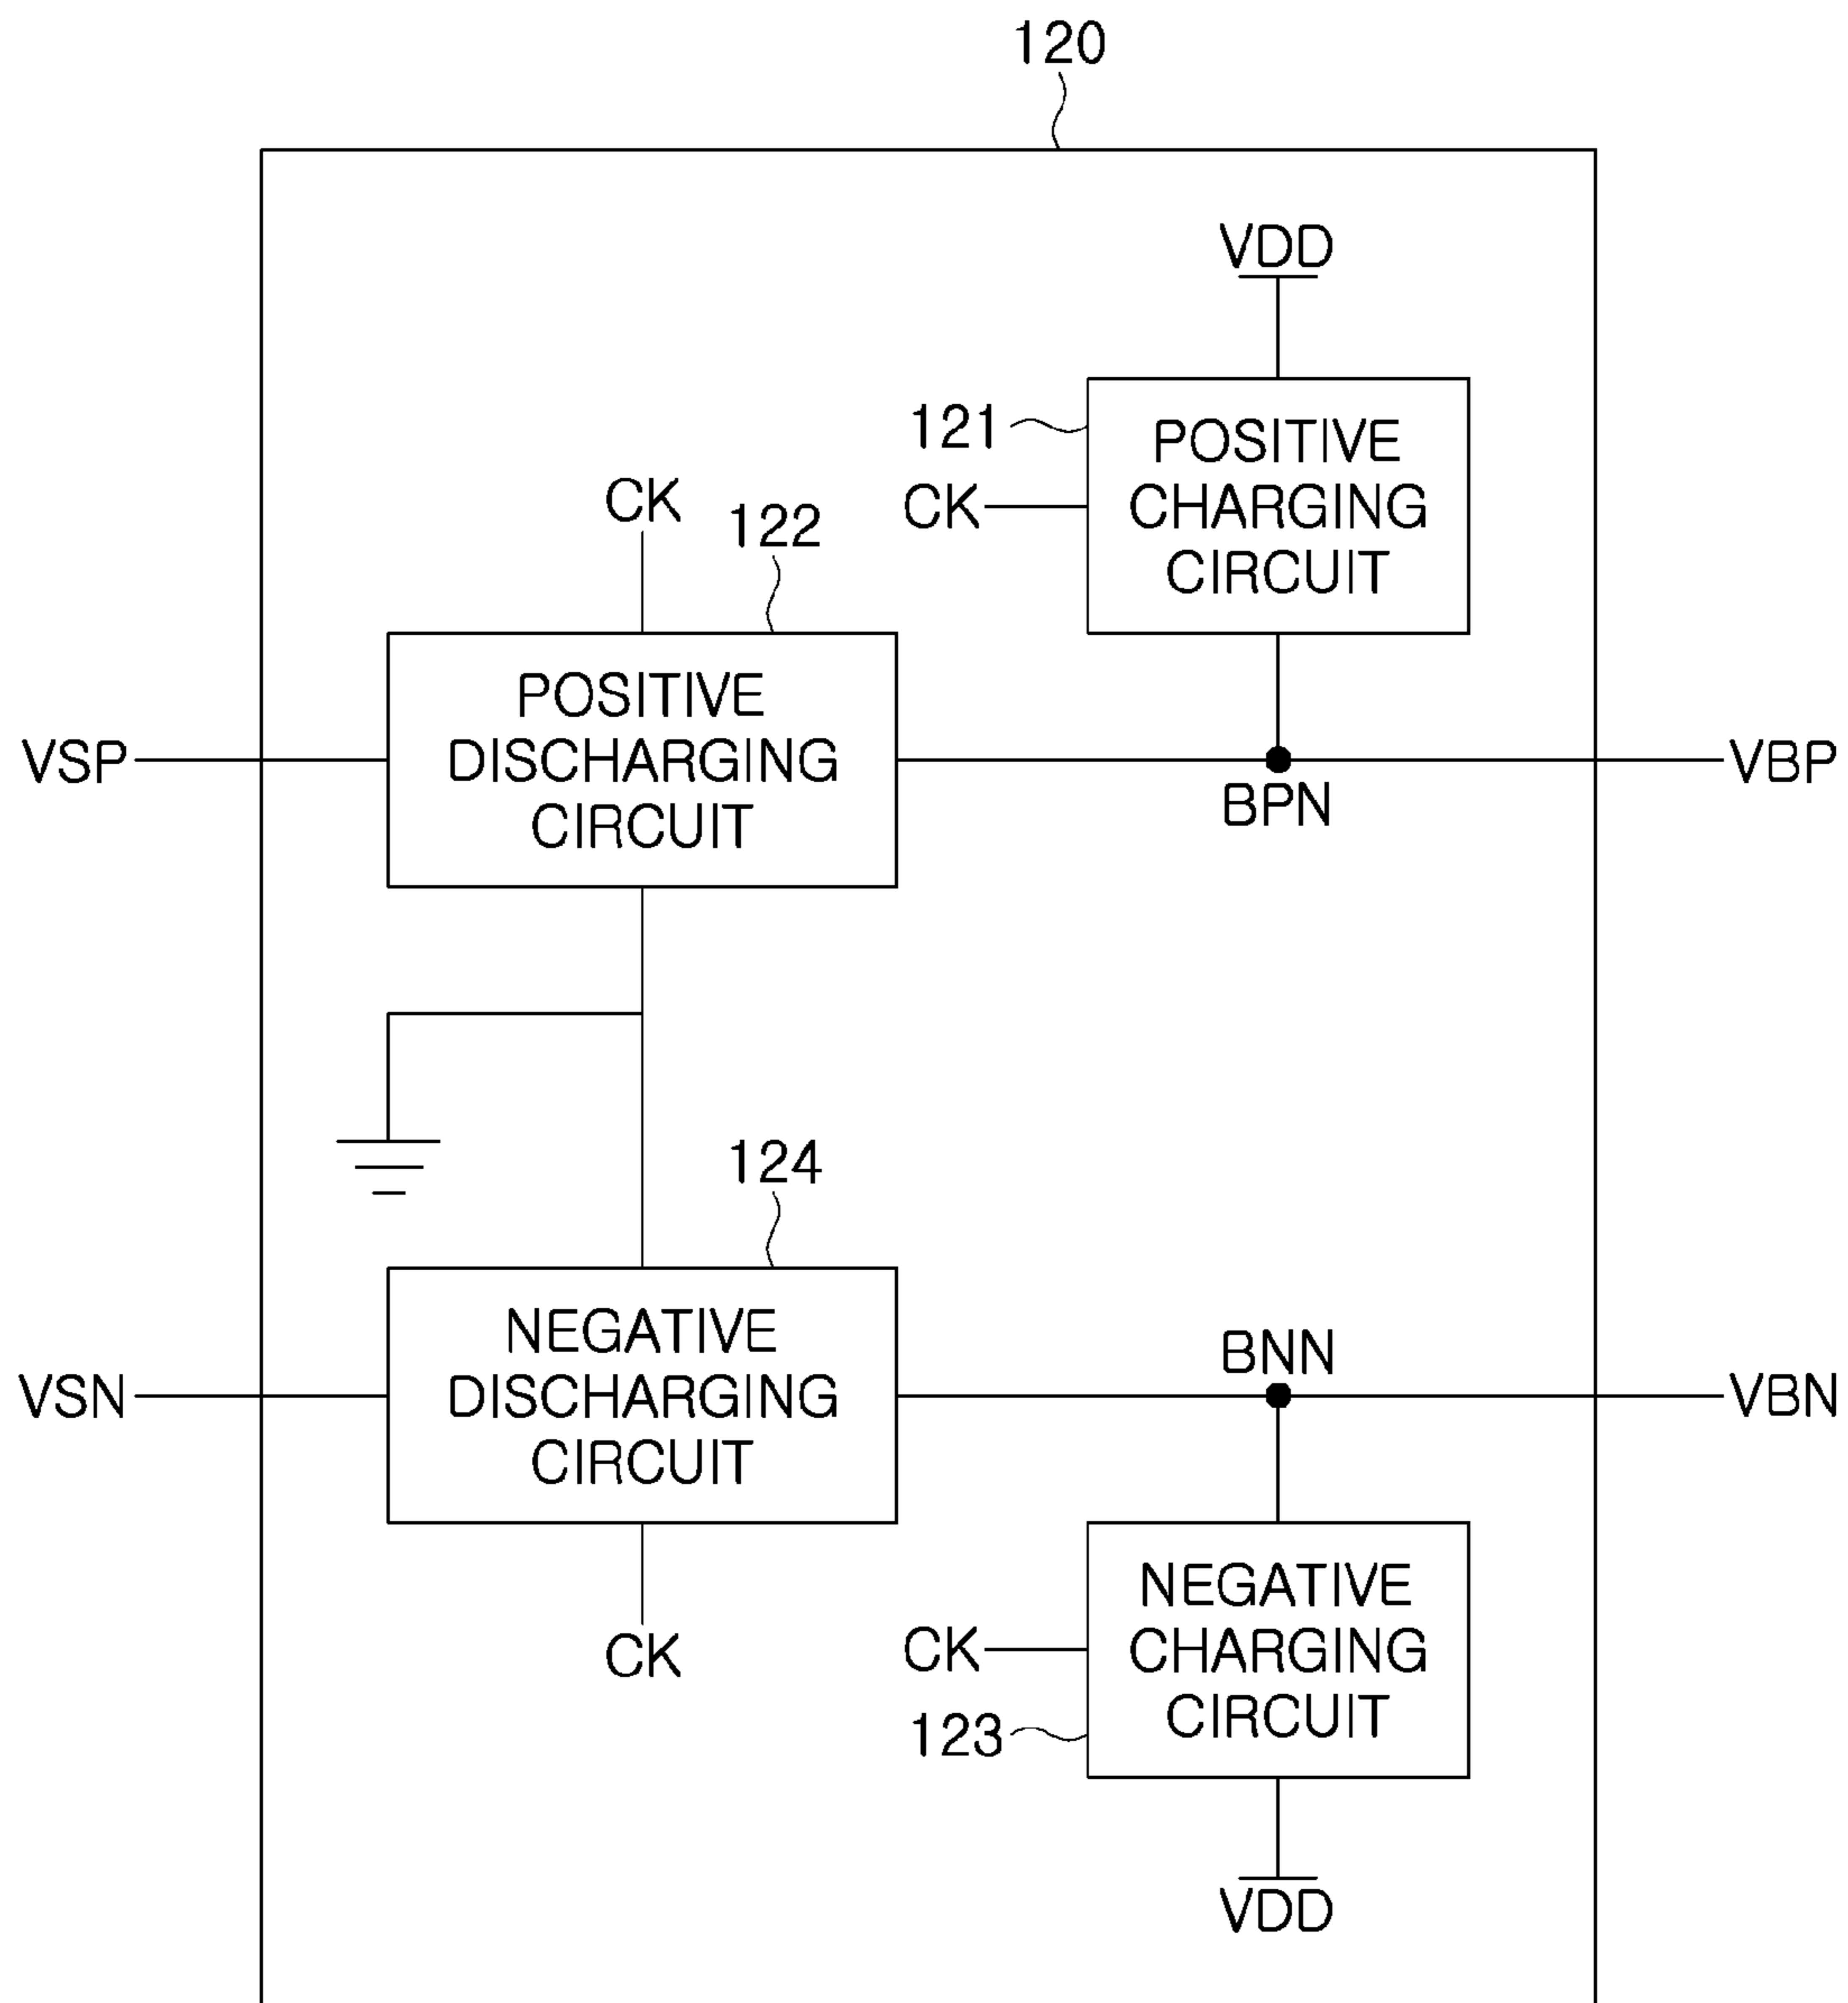 120
VDD
121
POSITIVE
CHARGING
CIRCUIT
CK
CK
122
POSITIVE
DISCHARGING
CIRCUIT
VSP
BPN
VBP
124
NEGATIVE
DISCHARGING
CIRCUIT
VSN
BNN
VBN
CK
NEGATIVE
CHARGING
CIRCUIT
CK
123
VDD